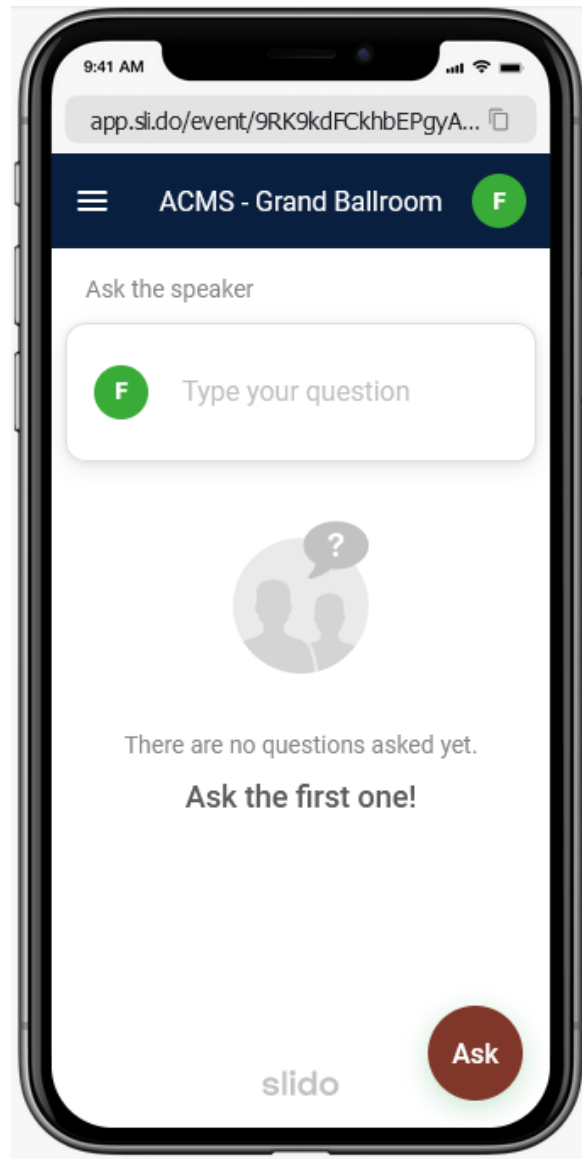 9:41 AM
app.sli.do/event/9RK9kdFCkhbEPgyA...
ACMS - Grand Ballroom F
Ask the speaker
F Type your question
?
There are no questions asked yet.
Ask the first one!
Ask
slido